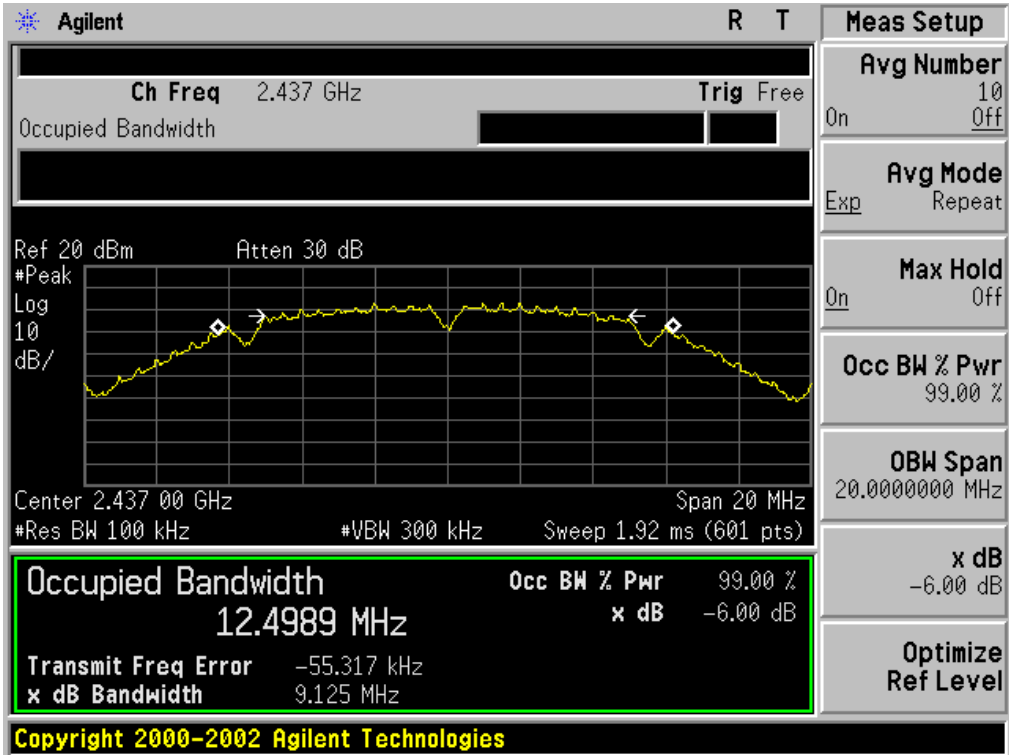 Agilent R T
Ch Freq 2.437 GHz Trig Free
Occupied Bandwidth
Ref 20 dBm Atten 30 dB
#Peak
Log
10
dB/
Center 2.437 00 GHz Span 20 MHz
#Res BW 100 kHz #VBW 300 kHz Sweep 1.92 ms (601 pts)
Occupied Bandwidth Occ BW % Pwr 99.00 %
12.4989 MHz x dB -6.00 dB
Transmit Freq Error -55.317 kHz
x dB Bandwidth 9.125 MHz
Copyright 2000-2002 Agilent Technologies
Meas Setup
Avg Number
10
On Off
Avg Mode
Exp Repeat
Max Hold
On Off
Occ BW % Pwr
99.00 %
OBW Span
20.0000000 MHz
x dB
-6.00 dB
Optimize
Ref Level